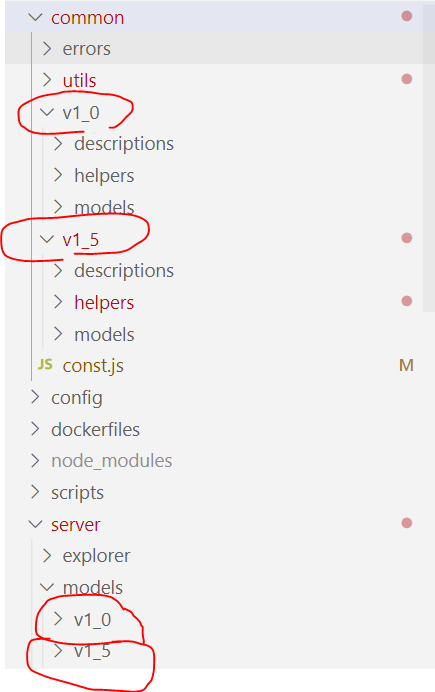 common
errors
utils
v1_0
descriptions
helpers
models
v1_5
descriptions
helpers
models
JS const.js M
config
dockerfiles
node_modules
scripts
server
explorer
models
v1_0
v1_5